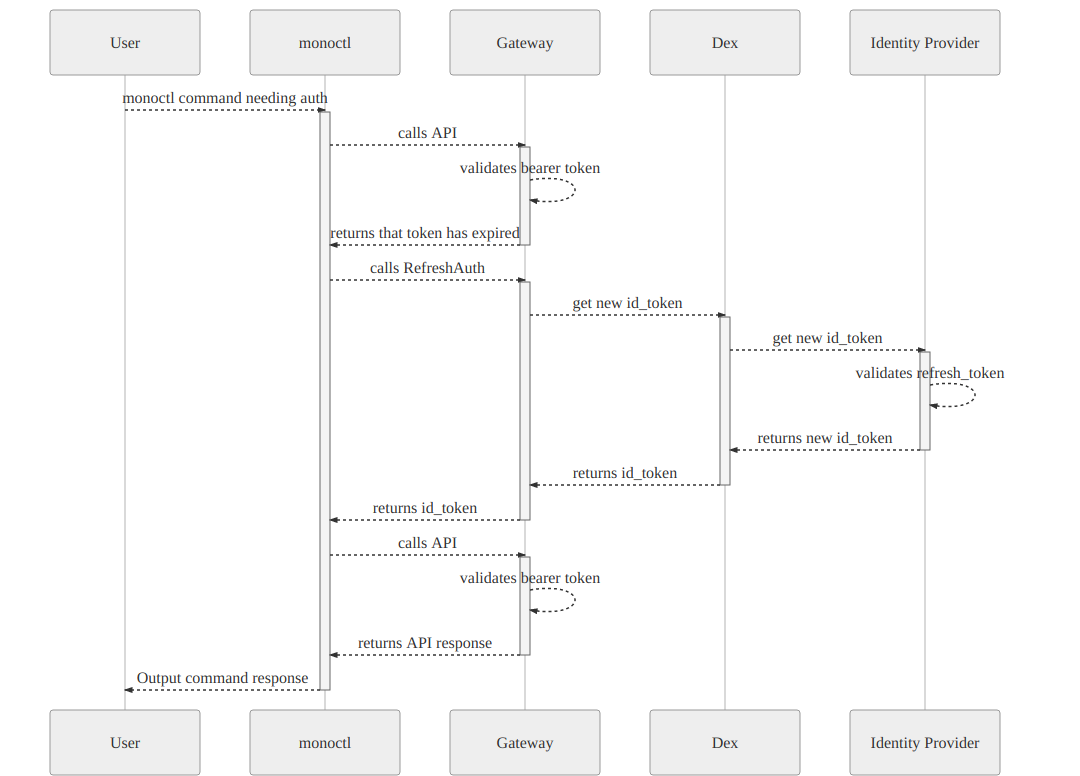 User
monoctl
Gateway
Dex
Identity Provider
monoctl command needing auth
calls API
validates bearer token
returns that token has expired
calls RefreshAuth
get new id_token
get new id_token
validates refresh_token
returns new id_token
returns id_token
returns id_token
calls API
validates bearer token
returns API response
Output command response
User
monoctl
Gateway
Dex
Identity Provider